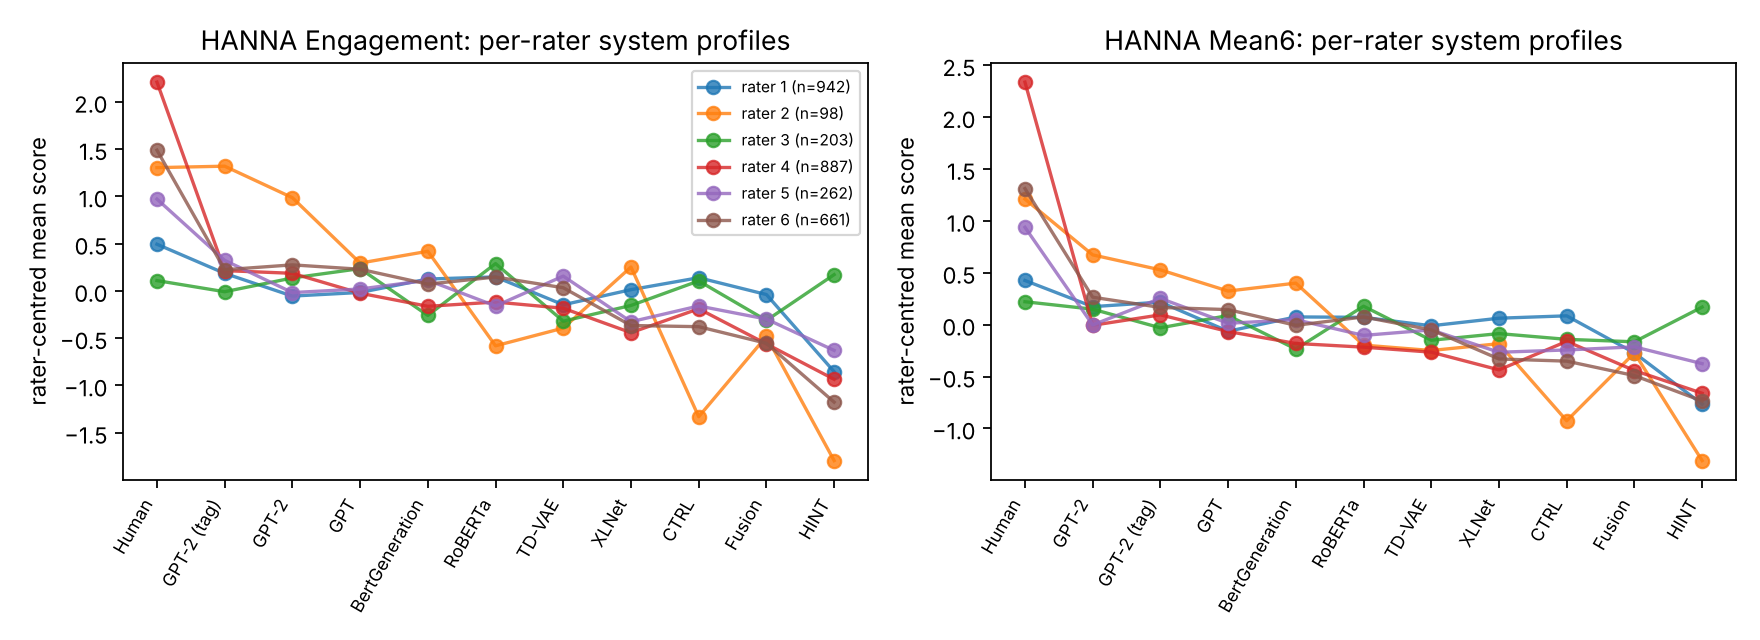 HANNA Engagement: per-rater system profiles
rater-centred mean score
2.0
1.5
1.0
0.5
0.0
−0.5
−1.0
−1.5
rater 1 (n=942)
rater 2 (n=98)
rater 3 (n=203)
rater 4 (n=887)
rater 5 (n=262)
rater 6 (n=661)
Human
GPT-2 (tag)
GPT-2
GPT
BertGeneration
RoBERTa
TD-VAE
XLNet
CTRL
Fusion
HINT
HANNA Mean6: per-rater system profiles
rater-centred mean score
2.5
2.0
1.5
1.0
0.5
0.0
−0.5
−1.0
Human
GPT-2
GPT-2 (tag)
GPT
BertGeneration
RoBERTa
TD-VAE
XLNet
CTRL
Fusion
HINT